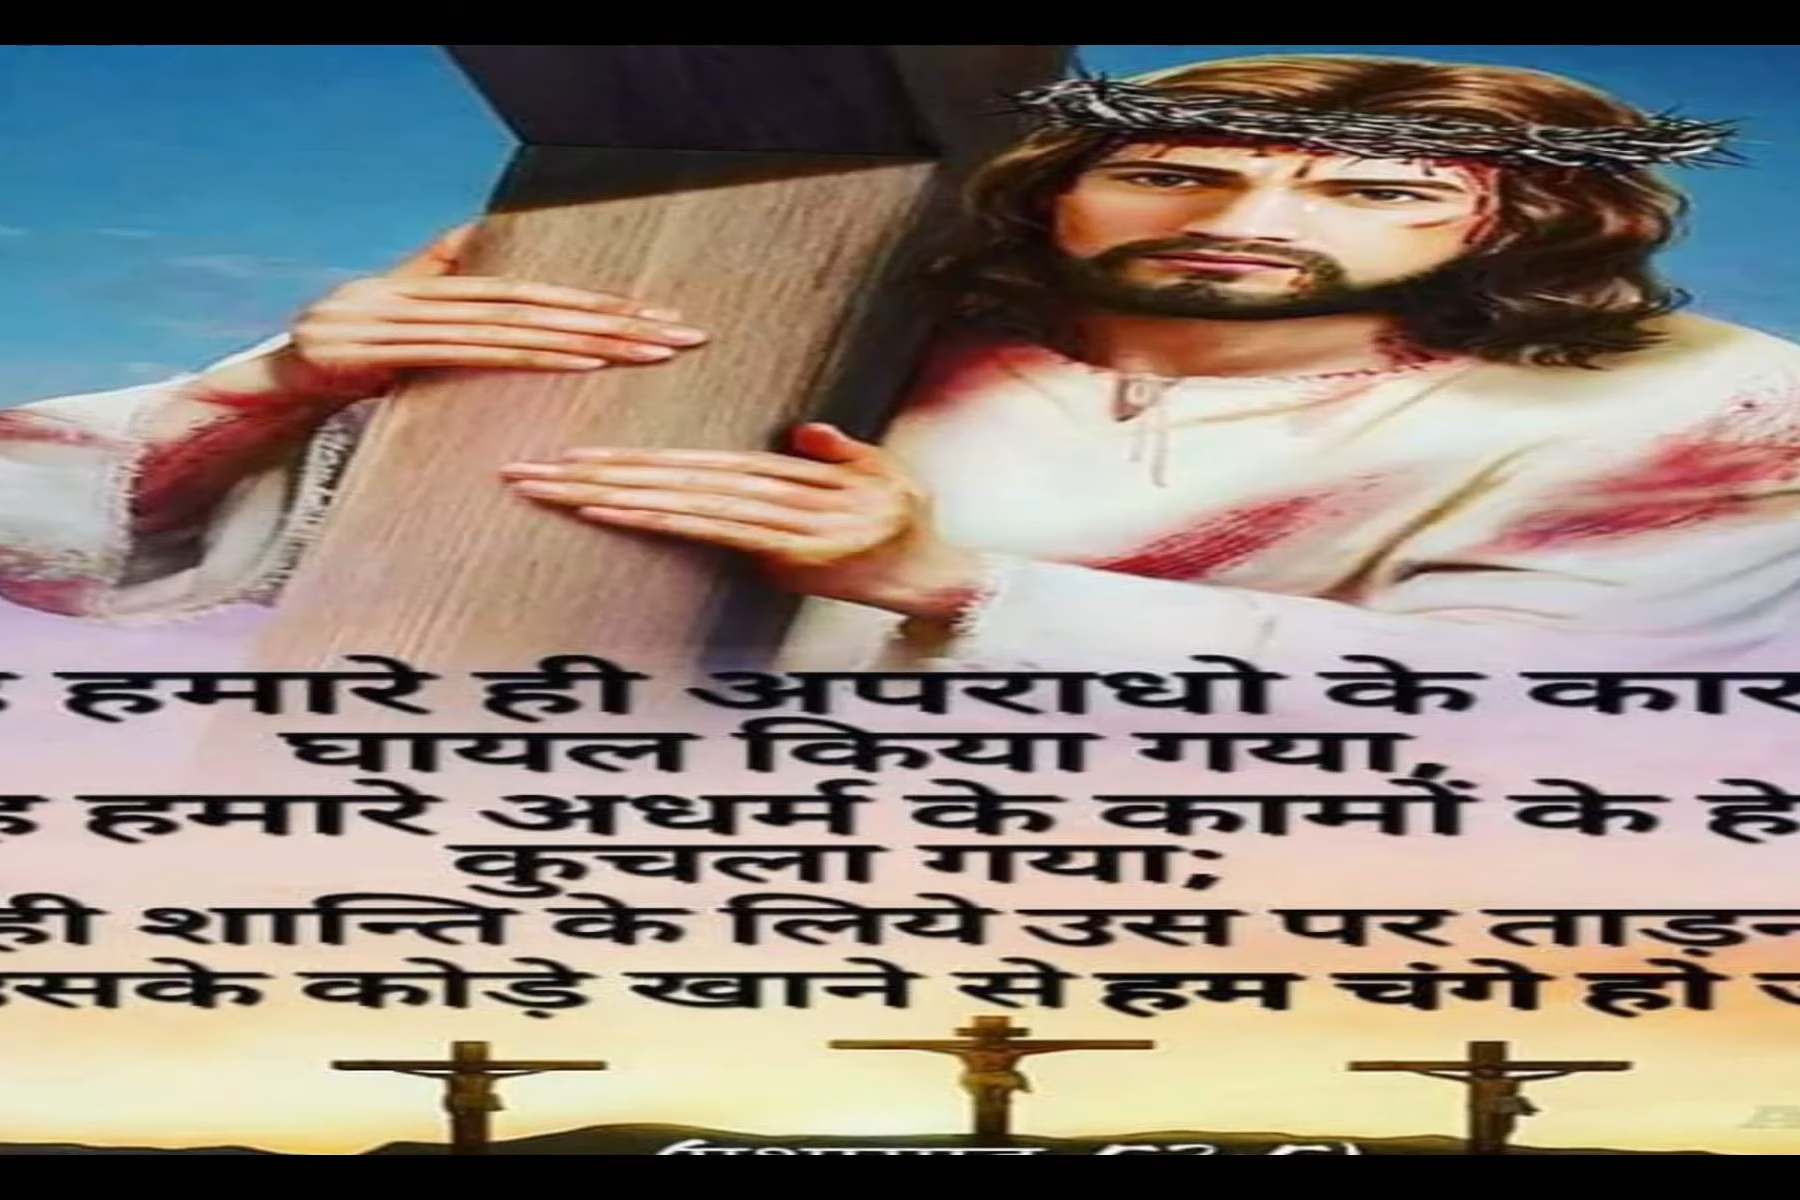 हमारे ही अपराधो के कार
घायल किया गया,
हमारे अधर्म के कामों के हे
कुचला गया;
ही शान्ति के लिये उस पर ताड़न
सके कोड़े खाने से हम चंगे हो